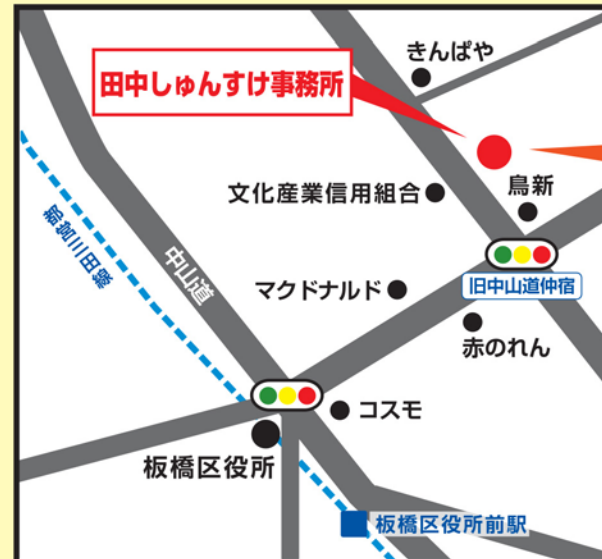 きんぱや
田中しゅんすけ事務所
文化産業信用組合
鳥新
都営三田線
中山道
旧中山道仲宿
マクドナルド
赤のれん
コスモ
板橋区役所
板橋区役所前駅